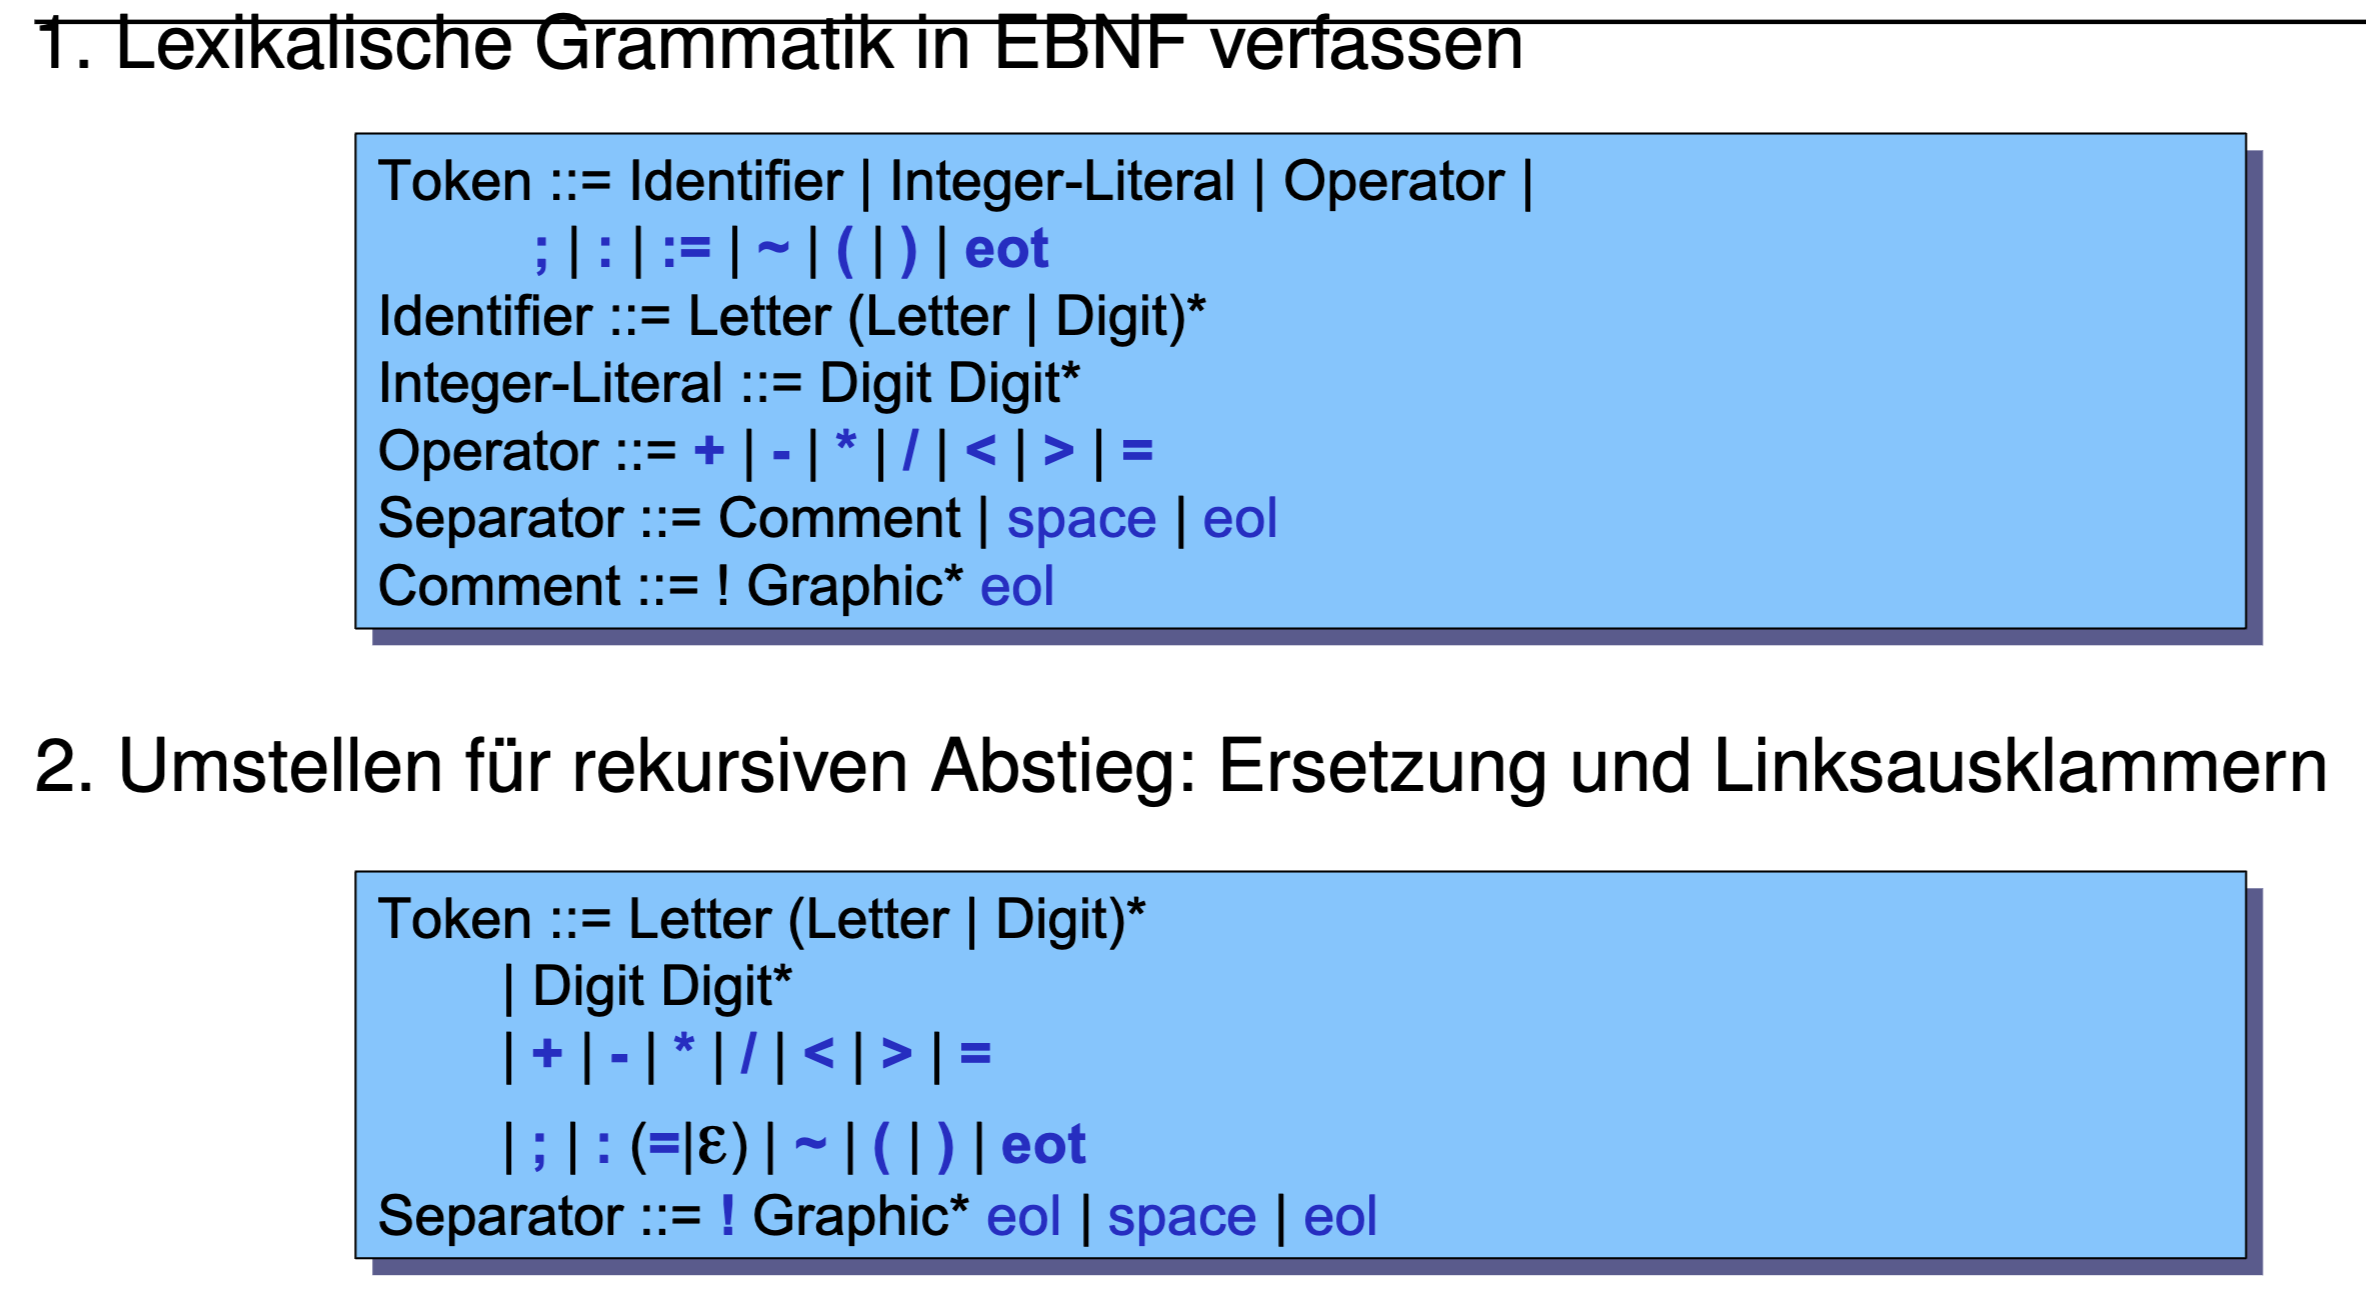 1. Lexikalische Grammatik in EBNF verfassen
Token ::= Identifier | Integer-Literal | Operator |
; | : | := | ~ | ( | ) | eot
Identifier ::= Letter (Letter | Digit)*
Integer-Literal ::= Digit Digit*
Operator ::= + | - | * | / | < | > | =
Separator ::= Comment | space | eol
Comment ::= ! Graphic* eol
2. Umstellen für rekursiven Abstieg: Ersetzung und Linksausklammern
Token ::= Letter (Letter | Digit)*
| Digit Digit*
| + | - | * | / | < | > | =
| ; | : (=|ε) | ~ | ( | ) | eot
Separator ::= ! Graphic* eol | space | eol